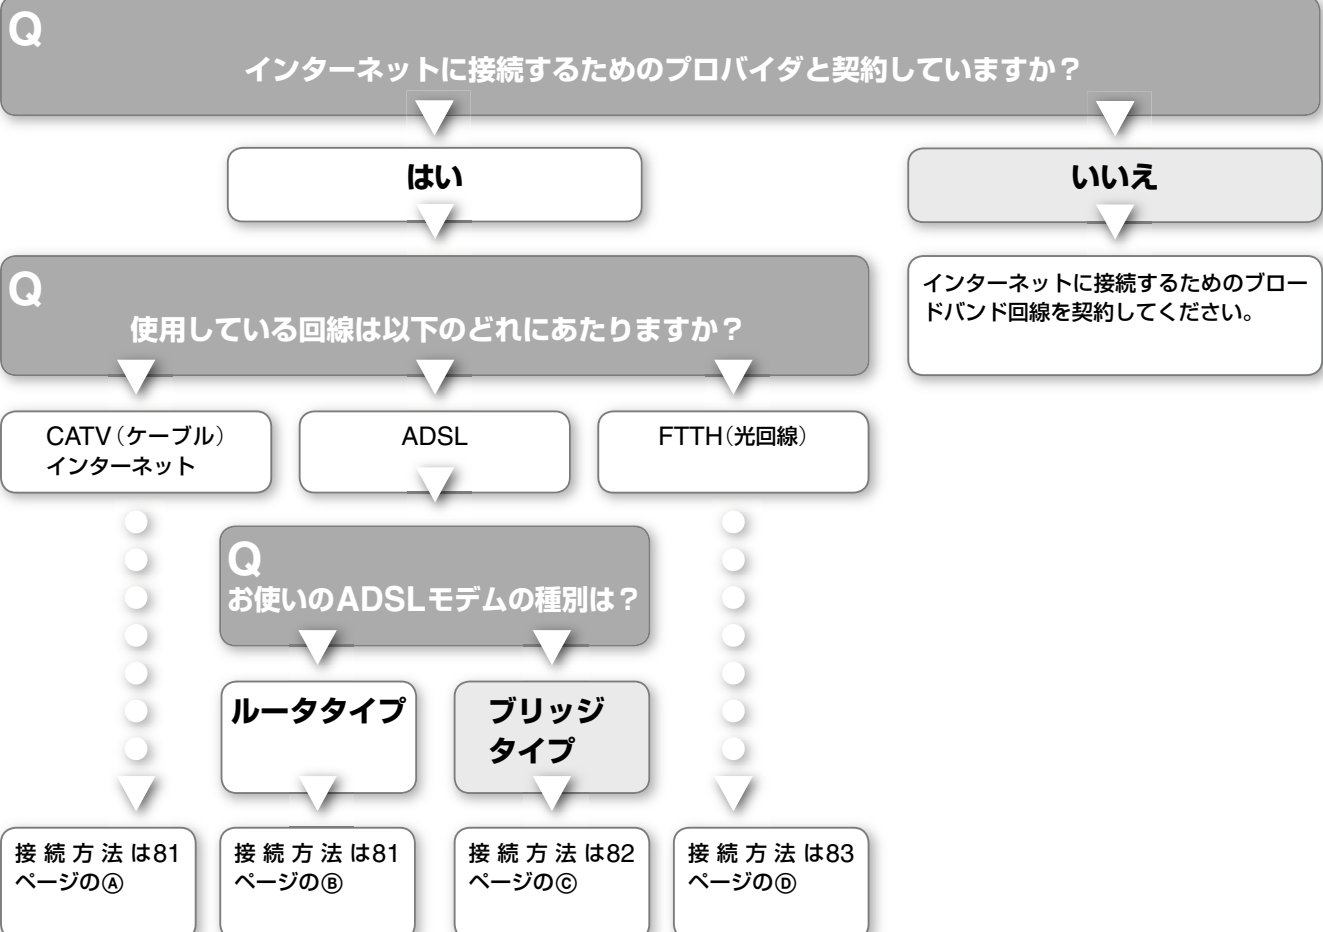 Q
インターネットに接続するためのプロバイダと契約していますか？
はい
いいえ
インターネットに接続するためのブロー
ドバンド回線を契約してください。
Q
使用している回線は以下のどれにあたりますか？
CATV（ケーブル）
インターネット
ADSL
FTTH（光回線）
Q
お使いのADSLモデムの種別は？
ルータタイプ
ブリッジ
タイプ
接続方法は81
ページのⒶ
接続方法は81
ページのⒷ
接続方法は82
ページのⒸ
接続方法は83
ページのⒹ